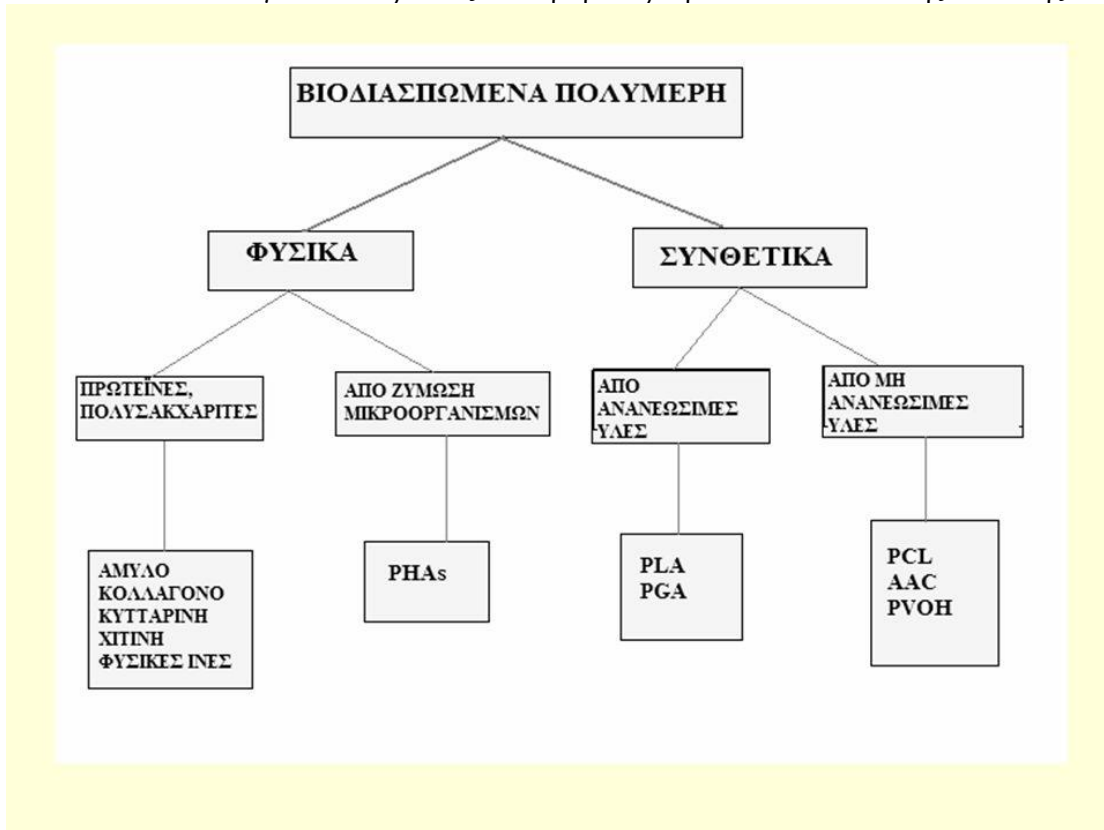 ΒΙΟΔΙΑΣΠΩΜΕΝΑ ΠΟΛΥΜΕΡΗ
ΦΥΣΙΚΑ
ΣΥΝΘΕΤΙΚΑ
ΠΡΩΤΕΪΝΕΣ,
ΠΟΛΥΣΑΚΧΑΡΙΤΕΣ
ΑΠΟ ΖΥΜΩΣΗ
ΜΙΚΡΟΟΡΓΑΝΙΣΜΩΝ
ΑΠΟ
ΑΝΑΝΕΩΣΙΜΕΣ
ΥΛΕΣ
ΑΠΟ ΜΗ
ΑΝΑΝΕΩΣΙΜΕΣ
ΥΛΕΣ
ΑΜΥΛΟ
ΚΟΛΛΑΓΟΝΟ
ΚΥΤΤΑΡΙΝΗ
ΧΙΤΙΝΗ
ΦΥΣΙΚΕΣ ΙΝΕΣ
PHAs
PLA
PGA
PCL
AAC
PVOH